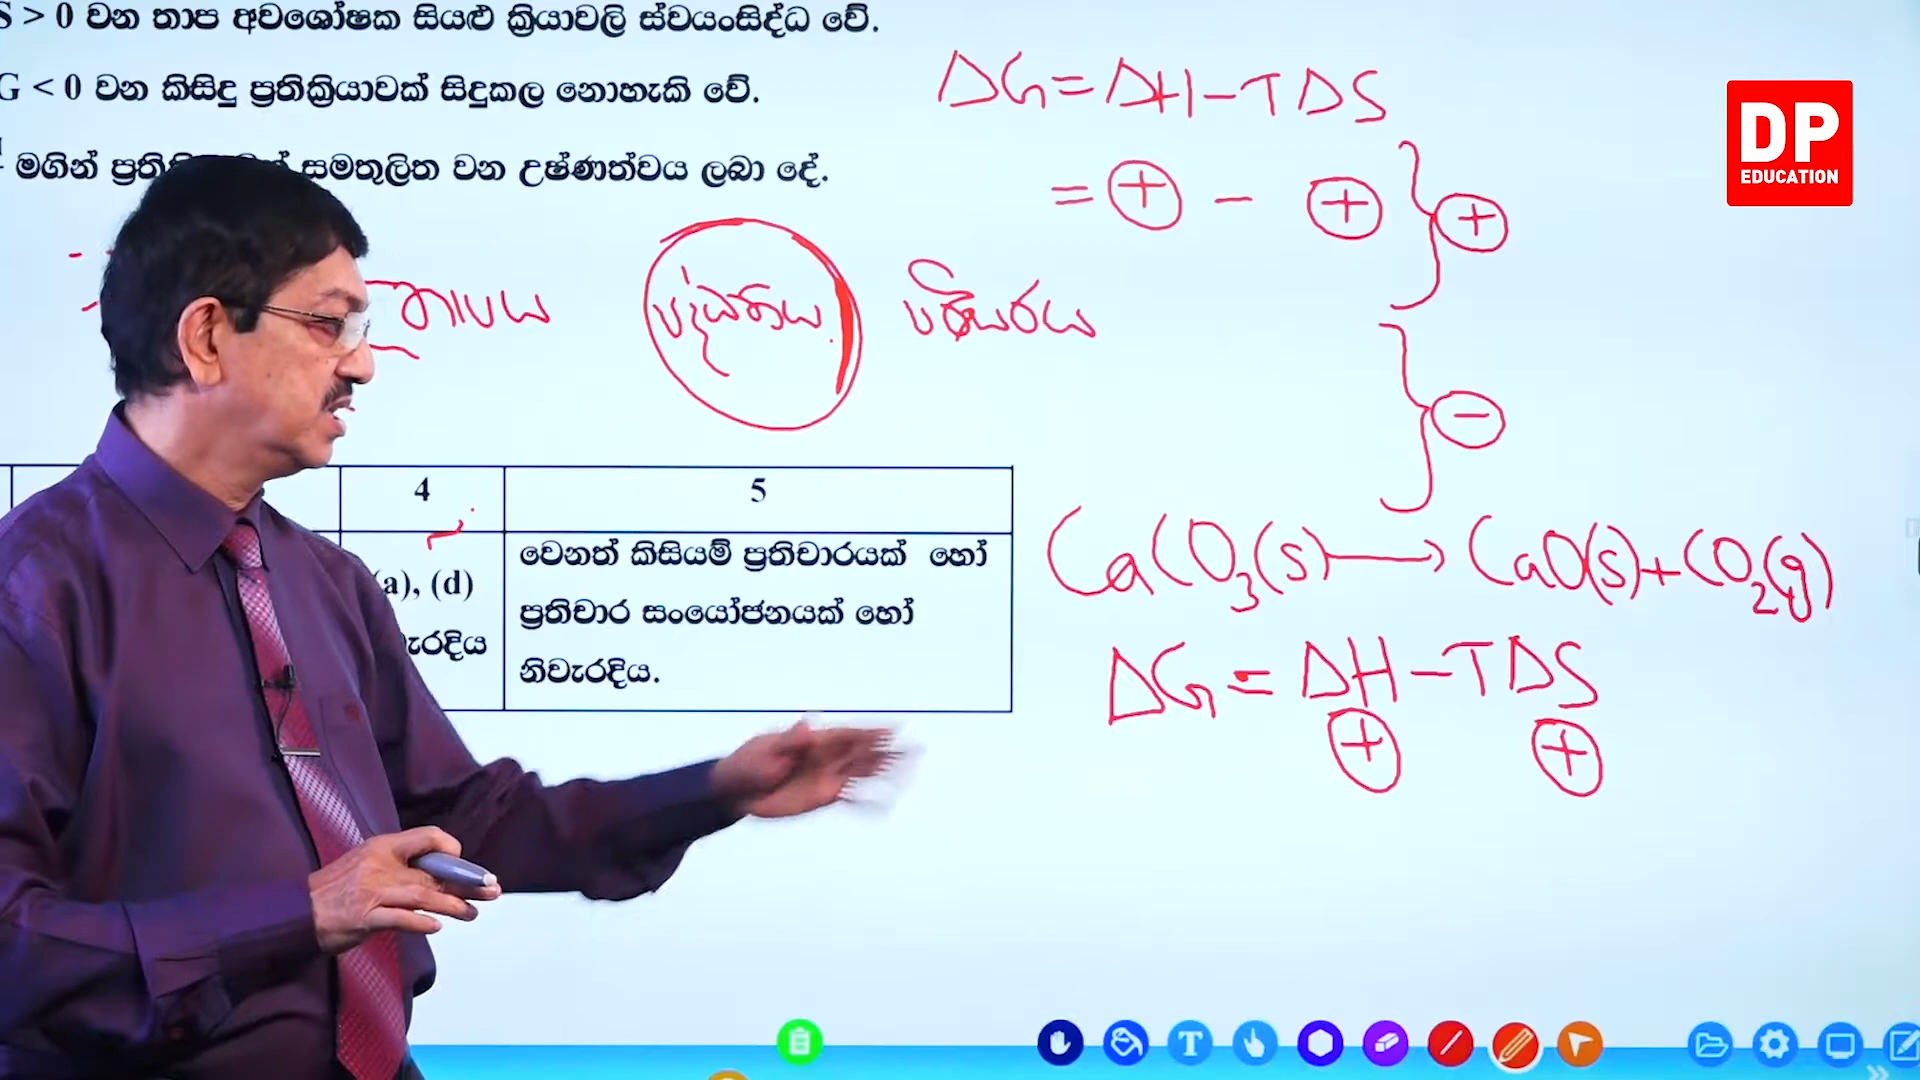 S > 0 වන තාප අවශෝෂක සියළු ක්‍රියාවලි ස්වයංසිද්ධ වේ.
G < 0 වන කිසිදු ප්‍රතික්‍රියාවක් සිදුකල නොහැකි වේ.
මගින් සමතුලිත වන උෂ්ණත්වය ලබා දේ.
ΔG = ΔH - TΔS
= + - +
+
-
තාපය
පද්ධතිය
පරිසරය
DP
EDUCATION
4
5
(a), (d)
වැරදිය
වෙනත් කිසියම් ප්‍රතිචාරයක් හෝ
ප්‍රතිචාර සංයෝජනයක් හෝ
නිවැරදිය.
CaCO₃(s) → CaO(s) + CO₂(g)
ΔG = ΔH - TΔS
+ +
T